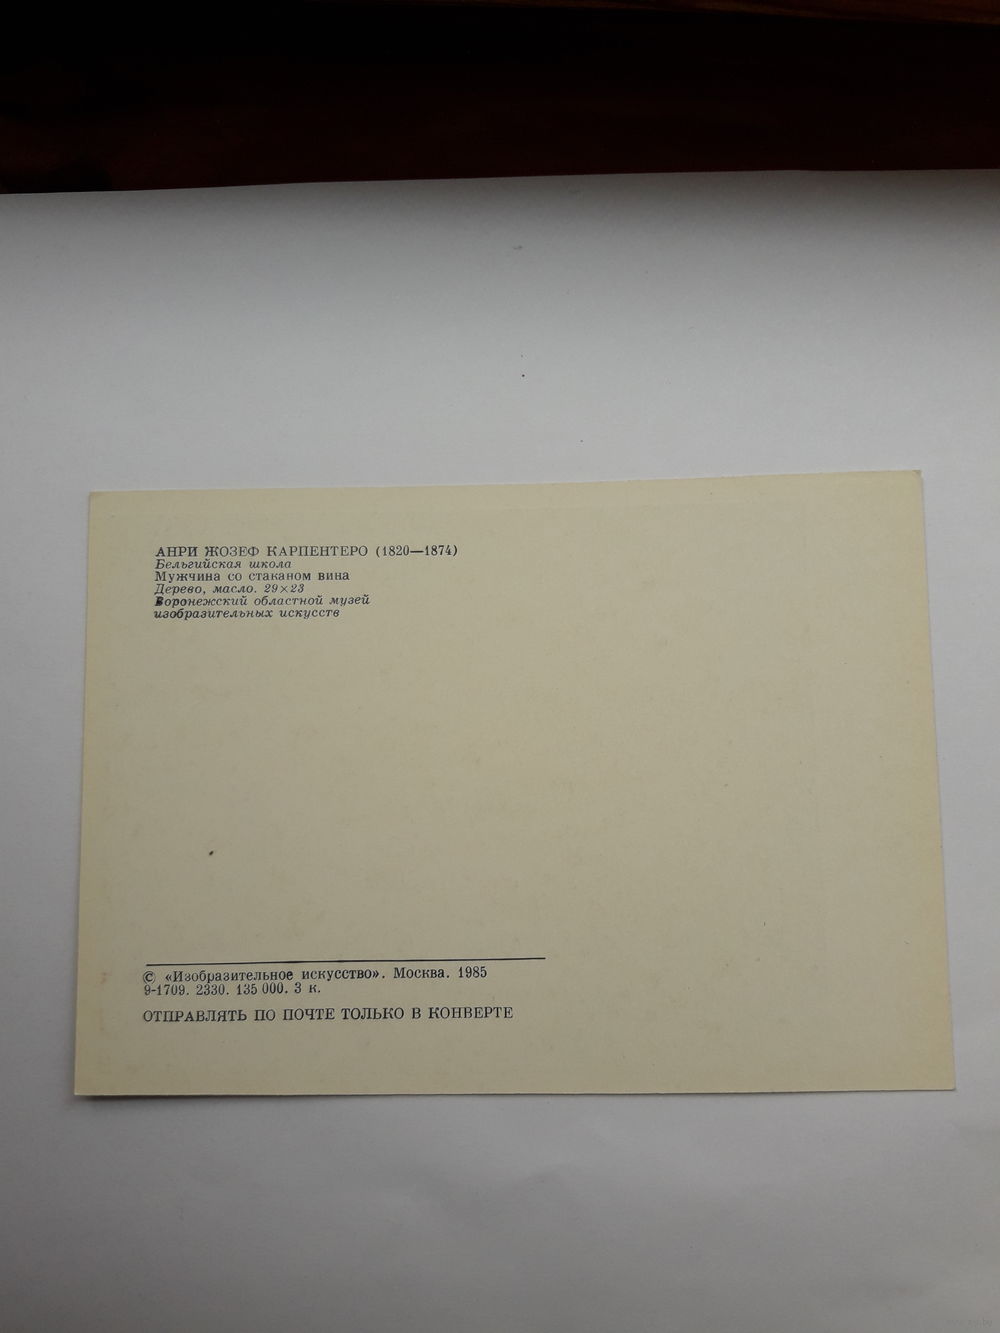 АНРИ ЖОЗЕФ КАРПЕНТЕРО (1820—1874)
Бельгийская школа
Мужчина со стаканом вина
Дерево, масло. 29×23
Воронежский областной музей
изобразительных искусств
© «Изобразительное искусство». Москва. 1985
9-1709. 2330. 135 000. 3 к.
ОТПРАВЛЯТЬ ПО ПОЧТЕ ТОЛЬКО В КОНВЕРТЕ